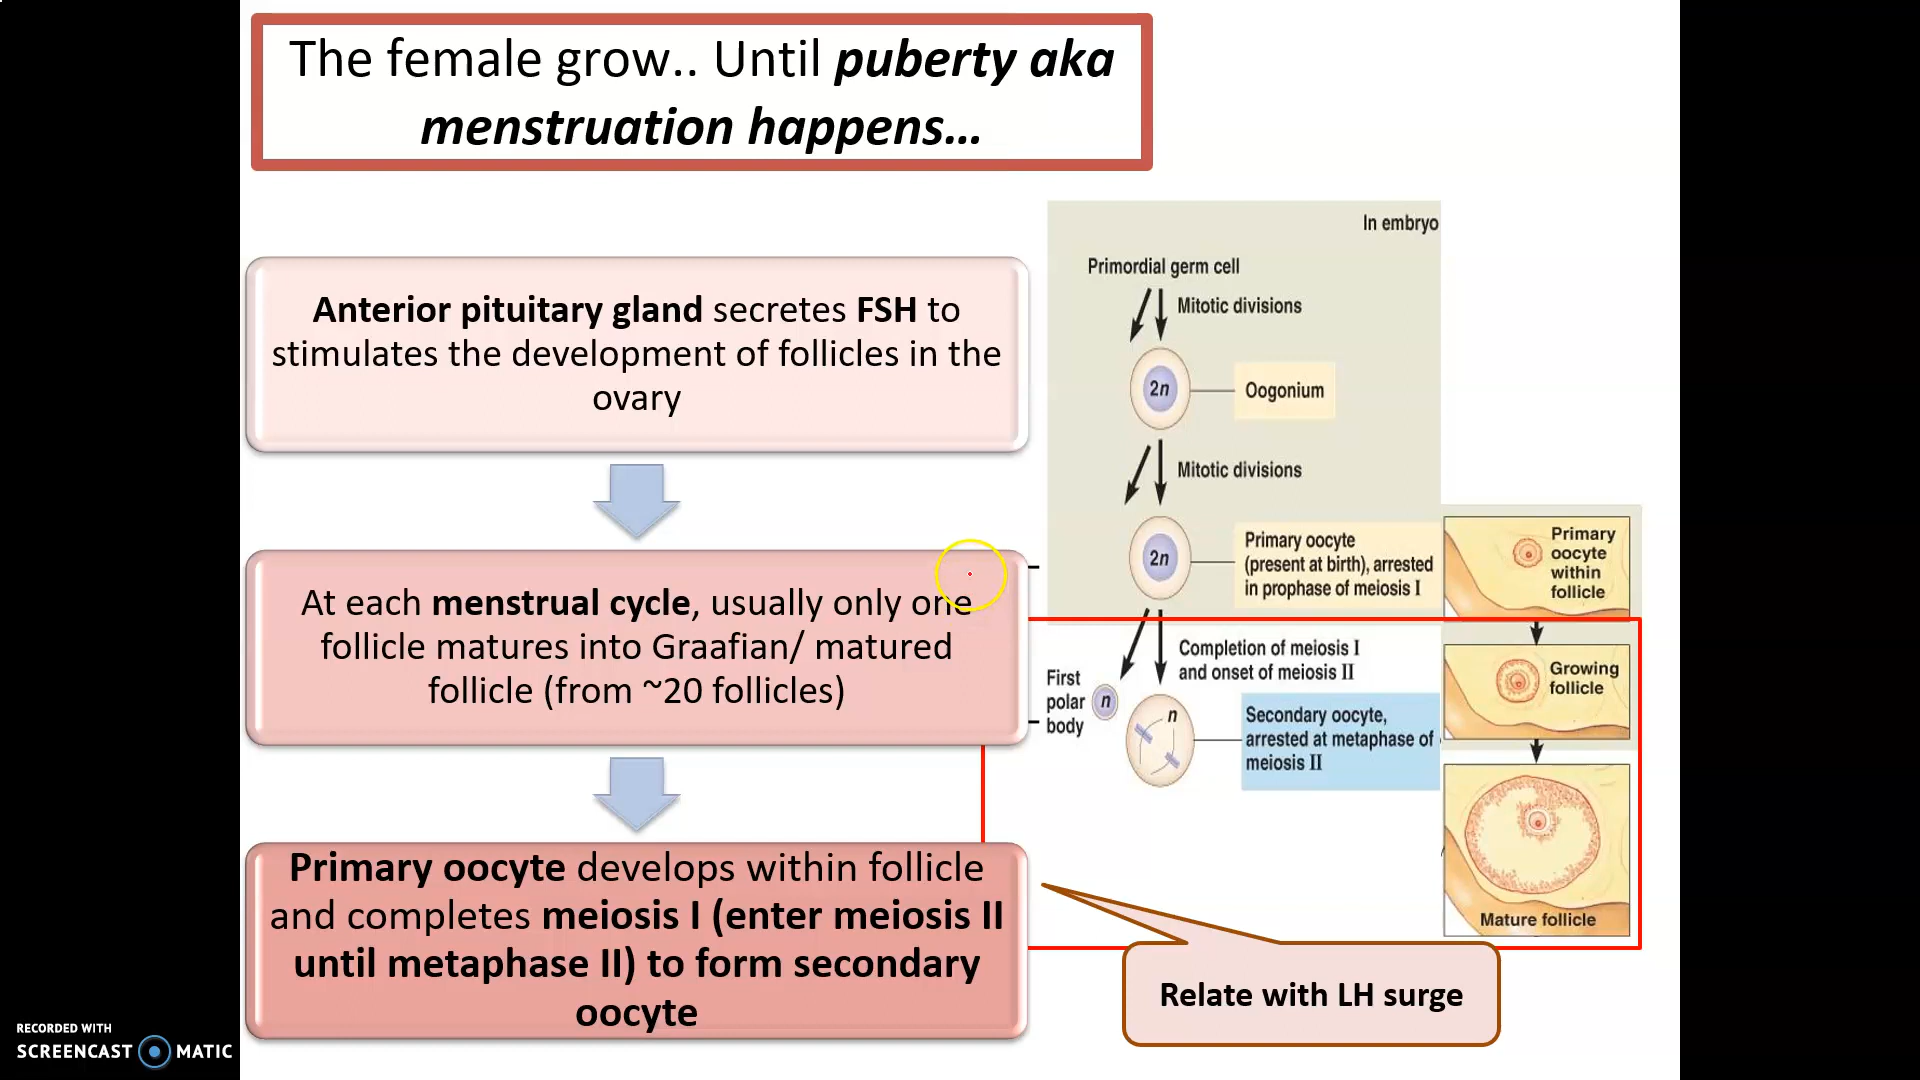 The female grow.. Until puberty aka
menstruation happens...
Anterior pituitary gland secretes FSH to
stimulates the development of follicles in the
ovary
At each menstrual cycle, usually only one
follicle matures into Graafian/ matured
follicle (from ~20 follicles)
Primary oocyte develops within follicle
and completes meiosis I (enter meiosis II
until metaphase II) to form secondary
oocyte
In embryo
Primordial germ cell
Mitotic divisions
2n
Oogonium
Mitotic divisions
2n
Primary oocyte
(present at birth), arrested
in prophase of meiosis I
Completion of meiosis I
and onset of meiosis II
First
polar
body
n
n
Secondary oocyte,
arrested at metaphase of
meiosis II
Primary
oocyte
within
follicle
Growing
follicle
Mature follicle
Relate with LH surge
RECORDED WITH
SCREENCAST MATIC